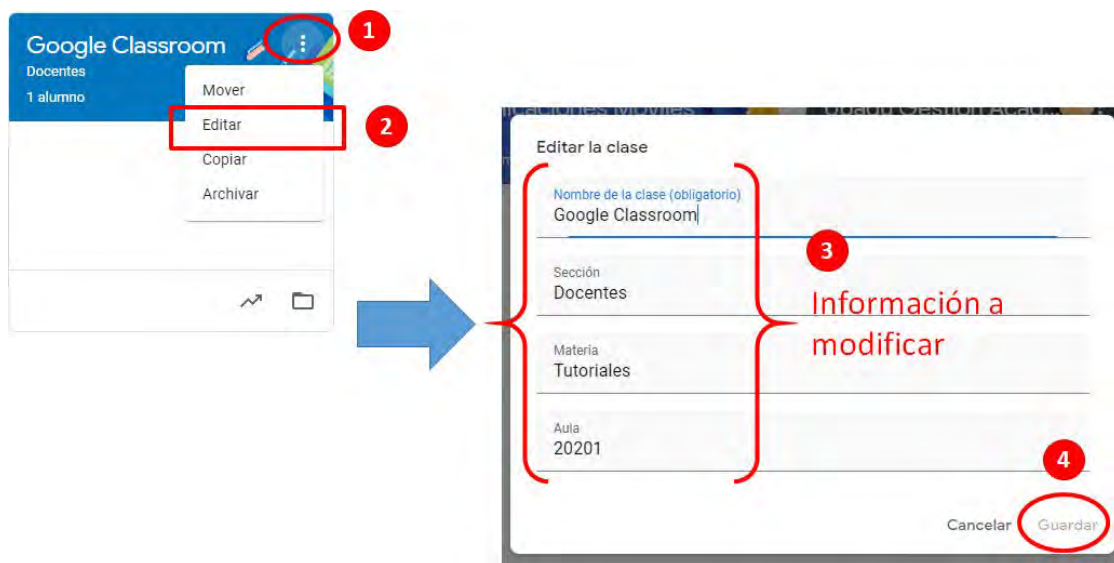 Google Classroom
Docentes
1 alumno
1
Mover
Editar
Copiar
Archivar
2
Editar la clase
Nombre de la clase (obligatorio)
Google Classroom
Sección
Docentes
Materia
Tutoriales
Aula
20201
3
Información a
modificar
4
Cancelar
Guardar